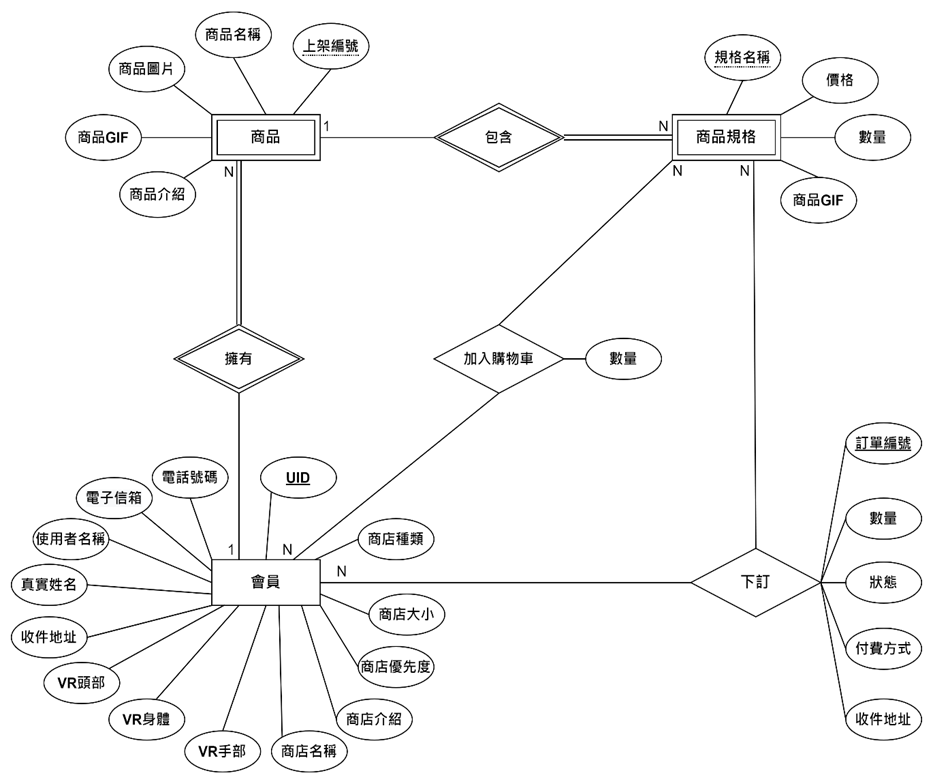 商品名稱
上架編號
商品圖片
商品GIF
商品
商品介紹
1
包含
N
規格名稱
價格
商品規格
數量
商品GIF
N
N
N
擁有
加入購物車
數量
訂單編號
數量
狀態
付費方式
收件地址
下訂
電話號碼
UID
電子信箱
使用者名稱
真實姓名
收件地址
VR頭部
VR身體
VR手部
商店名稱
商店介紹
商店優先度
商店大小
商店種類
1
N
N
會員